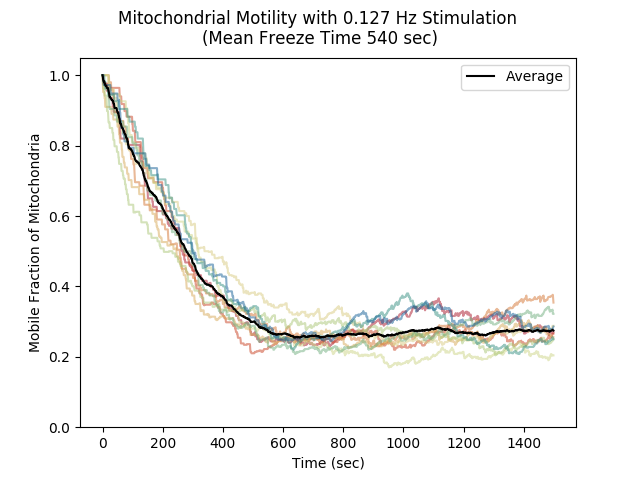 Mitochondrial Motility with 0.127 Hz Stimulation
(Mean Freeze Time 540 sec)
Average
Mobile Fraction of Mitochondria
1.0
0.8
0.6
0.4
0.2
0.0
0 200 400 600 800 1000 1200 1400
Time (sec)